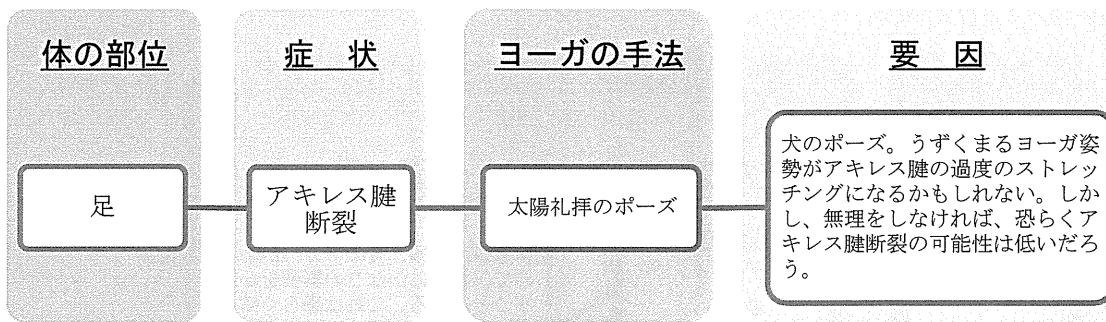 体の部位
症　状
ヨーガの手法
要　因
足
アキレス腱
断裂
太陽礼拝のポーズ
犬のポーズ。うずくまるヨーガ姿
勢がアキレス腱の過度のストレッ
チングになるかもしれない。しか
し、無理をしなければ、恐らくア
キレス腱断裂の可能性は低いだろ
う。